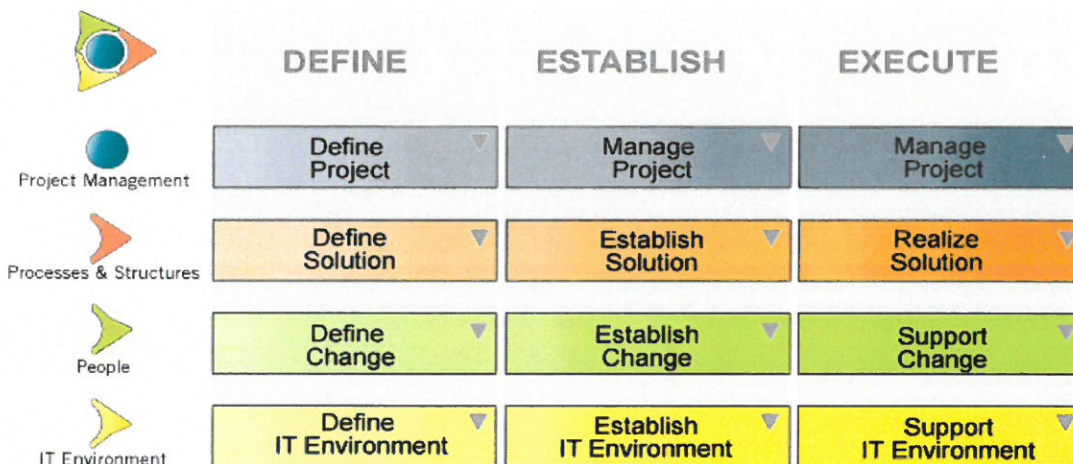 DEFINE ESTABLISH EXECUTE
Project Management
Define
Project
Manage
Project
Manage
Project
Processes & Structures
Define
Solution
Establish
Solution
Realize
Solution
People
Define
Change
Establish
Change
Support
Change
IT Environment
Define
IT Environment
Establish
IT Environment
Support
IT Environment